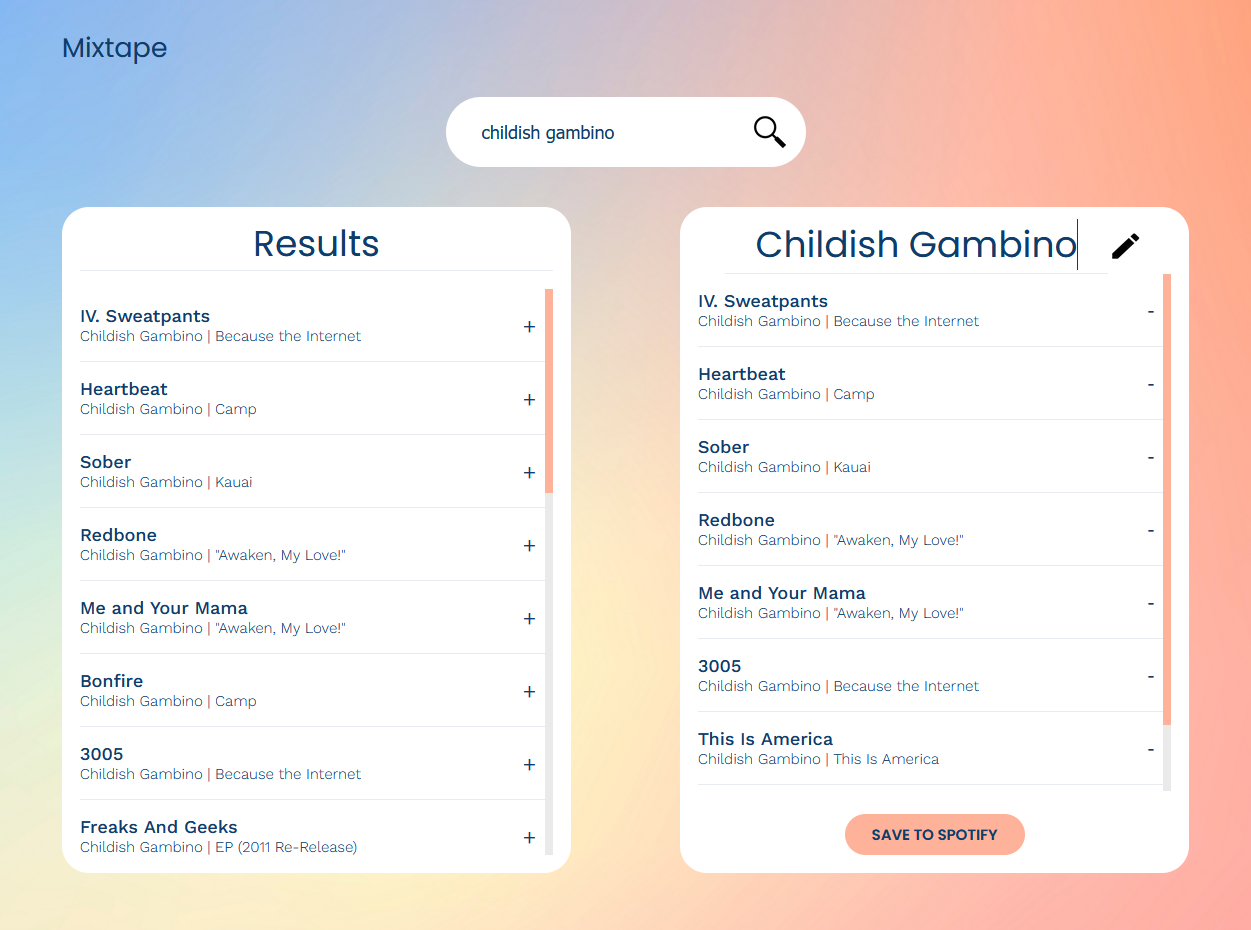 Mixtape
childish gambino
Results
IV. Sweatpants
Childish Gambino | Because the Internet
+
Heartbeat
Childish Gambino | Camp
+
Sober
Childish Gambino | Kauai
+
Redbone
Childish Gambino | "Awaken, My Love!"
+
Me and Your Mama
Childish Gambino | "Awaken, My Love!"
+
Bonfire
Childish Gambino | Camp
+
3005
Childish Gambino | Because the Internet
+
Freaks And Geeks
Childish Gambino | EP (2011 Re-Release)
+
Childish Gambino
IV. Sweatpants
Childish Gambino | Because the Internet
-
Heartbeat
Childish Gambino | Camp
-
Sober
Childish Gambino | Kauai
-
Redbone
Childish Gambino | "Awaken, My Love!"
-
Me and Your Mama
Childish Gambino | "Awaken, My Love!"
-
3005
Childish Gambino | Because the Internet
-
This Is America
Childish Gambino | This Is America
-
SAVE TO SPOTIFY